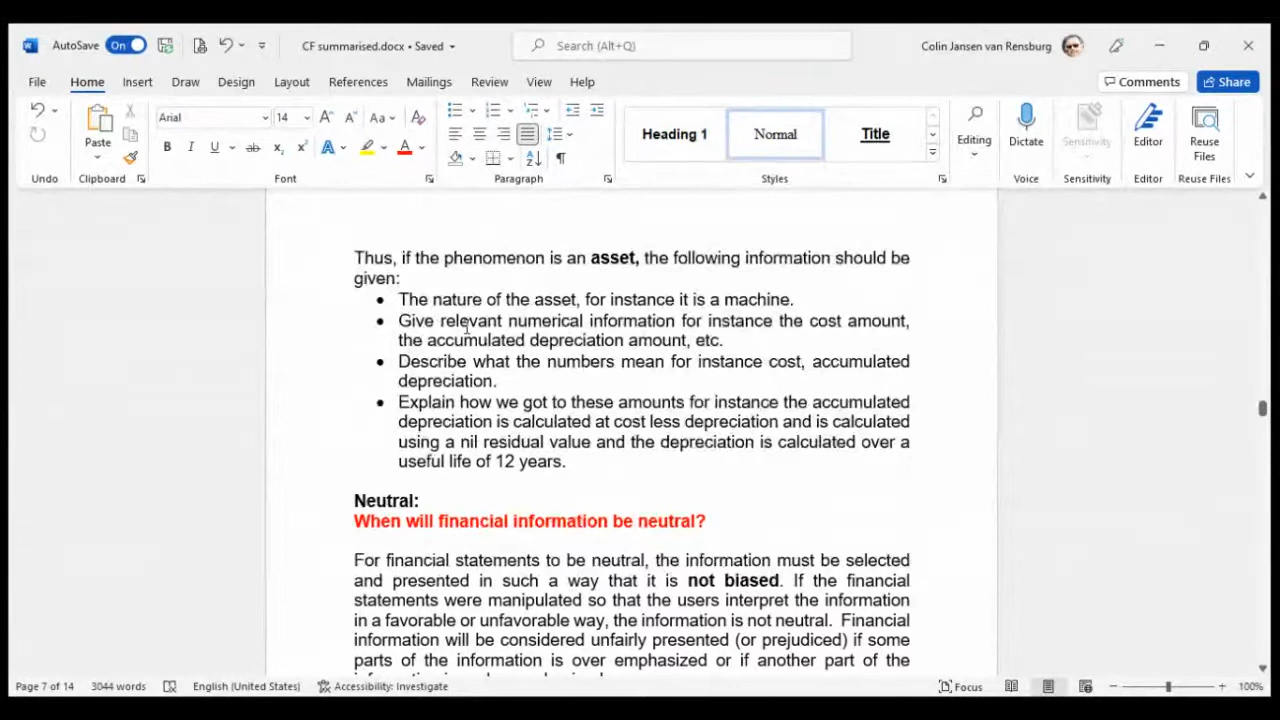 AutoSave On CF summarised.docx • Saved Search (Alt+Q) Colin Jansen van Rensburg
File Home Insert Draw Design Layout References Mailings Review View Help Comments Share
Arial 14 Aa
Paste Heading 1 Normal Title Editing Dictate Sensitivity Editor Reuse Files
B I U ab x₂ x² A A
Undo Clipboard Font Paragraph Styles Voice Sensitivity Editor Reuse Files
Thus, if the phenomenon is an asset, the following information should be
given:
• The nature of the asset, for instance it is a machine.
• Give relevant numerical information for instance the cost amount,
the accumulated depreciation amount, etc.
• Describe what the numbers mean for instance cost, accumulated
depreciation.
• Explain how we got to these amounts for instance the accumulated
depreciation is calculated at cost less depreciation and is calculated
using a nil residual value and the depreciation is calculated over a
useful life of 12 years.
Neutral:
When will financial information be neutral?
For financial statements to be neutral, the information must be selected
and presented in such a way that it is not biased. If the financial
statements were manipulated so that the users interpret the information
in a favorable or unfavorable way, the information is not neutral. Financial
information will be considered unfairly presented (or prejudiced) if some
parts of the information is over emphasized or if another part of the
Page 7 of 14 3044 words English (United States) Accessibility: Investigate Focus 100%